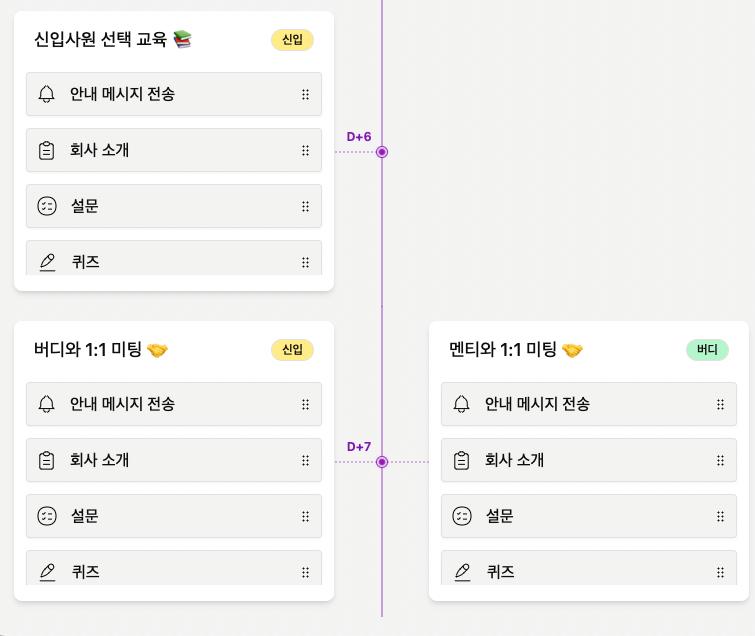 신입사원 선택 교육 📚
신입
안내 메시지 전송
회사 소개
설문
퀴즈
D+6
버디와 1:1 미팅 🤝
신입
안내 메시지 전송
회사 소개
설문
퀴즈
D+7
멘티와 1:1 미팅 🤝
버디
안내 메시지 전송
회사 소개
설문
퀴즈